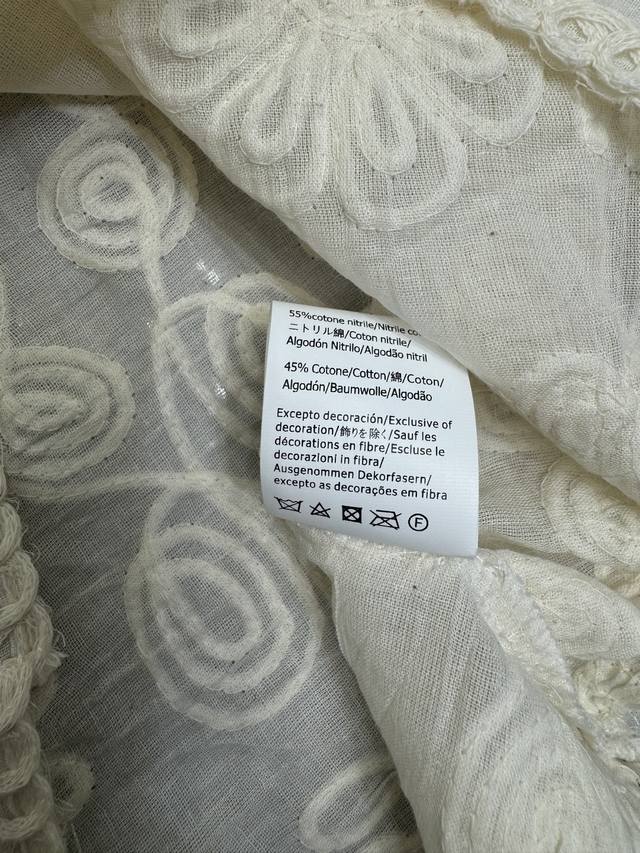 55%cotone nitrile/Nitrile co
ニトリル綿/Coton nitrile/
Algodón Nitrilo/Algodão nitril
45% Cotone/Cotton/綿/Coton/
Algodón/Baumwolle/Algodão
Excepto decoración/Exclusive of
decoration/飾りを除く/Sauf les
décorations en fibre/Escluse le
decorazioni in fibra/
Ausgenommen Dekorfasern/
excepto as decorações em fibra
F